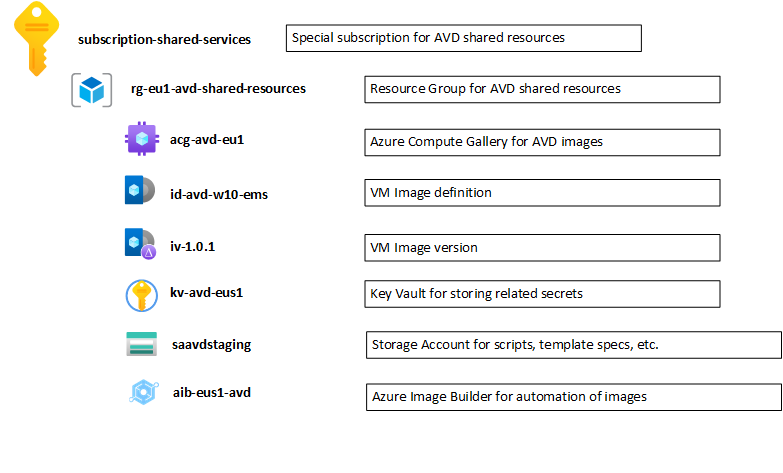 subscription-shared-services Special subscription for AVD shared resources
rg-eu1-avd-shared-resources Resource Group for AVD shared resources
acg-avd-eu1 Azure Compute Gallery for AVD images
id-avd-w10-ems VM Image definition
iv-1.0.1 VM Image version
kv-avd-eus1 Key Vault for storing related secrets
saavdstaging Storage Account for scripts, template specs, etc.
aib-eus1-avd Azure Image Builder for automation of images